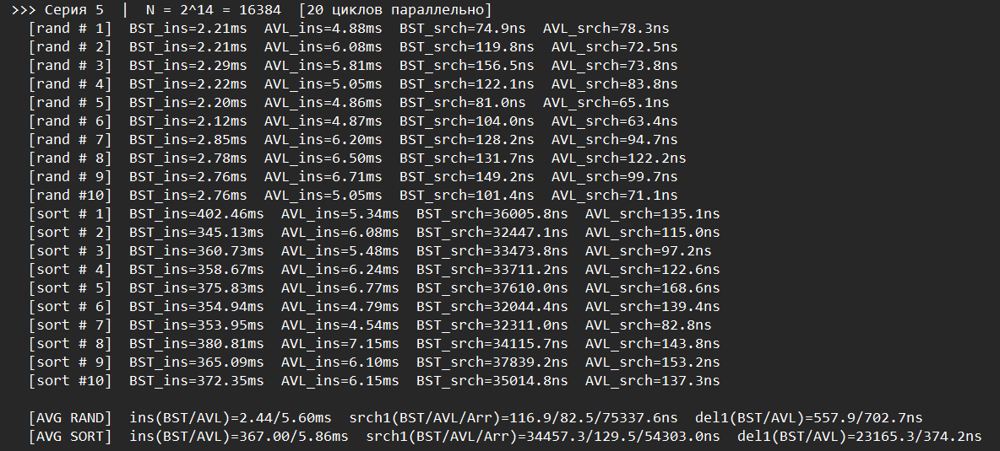 >>> Серия 5  |  N = 2^14 = 16384  [20 циклов параллельно]
[rand # 1]  BST_ins=2.21ms  AVL_ins=4.88ms  BST_srch=74.9ns  AVL_srch=78.3ns
[rand # 2]  BST_ins=2.21ms  AVL_ins=6.08ms  BST_srch=119.8ns  AVL_srch=72.5ns
[rand # 3]  BST_ins=2.29ms  AVL_ins=5.81ms  BST_srch=156.5ns  AVL_srch=73.8ns
[rand # 4]  BST_ins=2.22ms  AVL_ins=5.05ms  BST_srch=122.1ns  AVL_srch=83.8ns
[rand # 5]  BST_ins=2.20ms  AVL_ins=4.86ms  BST_srch=81.0ns  AVL_srch=65.1ns
[rand # 6]  BST_ins=2.12ms  AVL_ins=4.87ms  BST_srch=104.0ns  AVL_srch=63.4ns
[rand # 7]  BST_ins=2.85ms  AVL_ins=6.20ms  BST_srch=128.2ns  AVL_srch=94.7ns
[rand # 8]  BST_ins=2.78ms  AVL_ins=6.50ms  BST_srch=131.7ns  AVL_srch=122.2ns
[rand # 9]  BST_ins=2.76ms  AVL_ins=6.71ms  BST_srch=149.2ns  AVL_srch=99.7ns
[rand #10]  BST_ins=2.76ms  AVL_ins=5.05ms  BST_srch=101.4ns  AVL_srch=71.1ns
[sort # 1]  BST_ins=402.46ms  AVL_ins=5.34ms  BST_srch=36005.8ns  AVL_srch=135.1ns
[sort # 2]  BST_ins=345.13ms  AVL_ins=6.08ms  BST_srch=32447.1ns  AVL_srch=115.0ns
[sort # 3]  BST_ins=360.73ms  AVL_ins=5.48ms  BST_srch=33473.8ns  AVL_srch=97.2ns
[sort # 4]  BST_ins=358.67ms  AVL_ins=6.24ms  BST_srch=33711.2ns  AVL_srch=122.6ns
[sort # 5]  BST_ins=375.83ms  AVL_ins=6.77ms  BST_srch=37610.0ns  AVL_srch=168.6ns
[sort # 6]  BST_ins=354.94ms  AVL_ins=4.79ms  BST_srch=32044.4ns  AVL_srch=139.4ns
[sort # 7]  BST_ins=353.95ms  AVL_ins=4.54ms  BST_srch=32311.0ns  AVL_srch=82.8ns
[sort # 8]  BST_ins=380.81ms  AVL_ins=7.15ms  BST_srch=34115.7ns  AVL_srch=143.8ns
[sort # 9]  BST_ins=365.09ms  AVL_ins=6.10ms  BST_srch=37839.2ns  AVL_srch=153.2ns
[sort #10]  BST_ins=372.35ms  AVL_ins=6.15ms  BST_srch=35014.8ns  AVL_srch=137.3ns
[AVG RAND]  ins(BST/AVL)=2.44/5.60ms  srch1(BST/AVL/Arr)=116.9/82.5/75337.6ns  del1(BST/AVL)=557.9/702.7ns
[AVG SORT]  ins(BST/AVL)=367.00/5.86ms  srch1(BST/AVL/Arr)=34457.3/129.5/54303.0ns  del1(BST/AVL)=23165.3/374.2ns